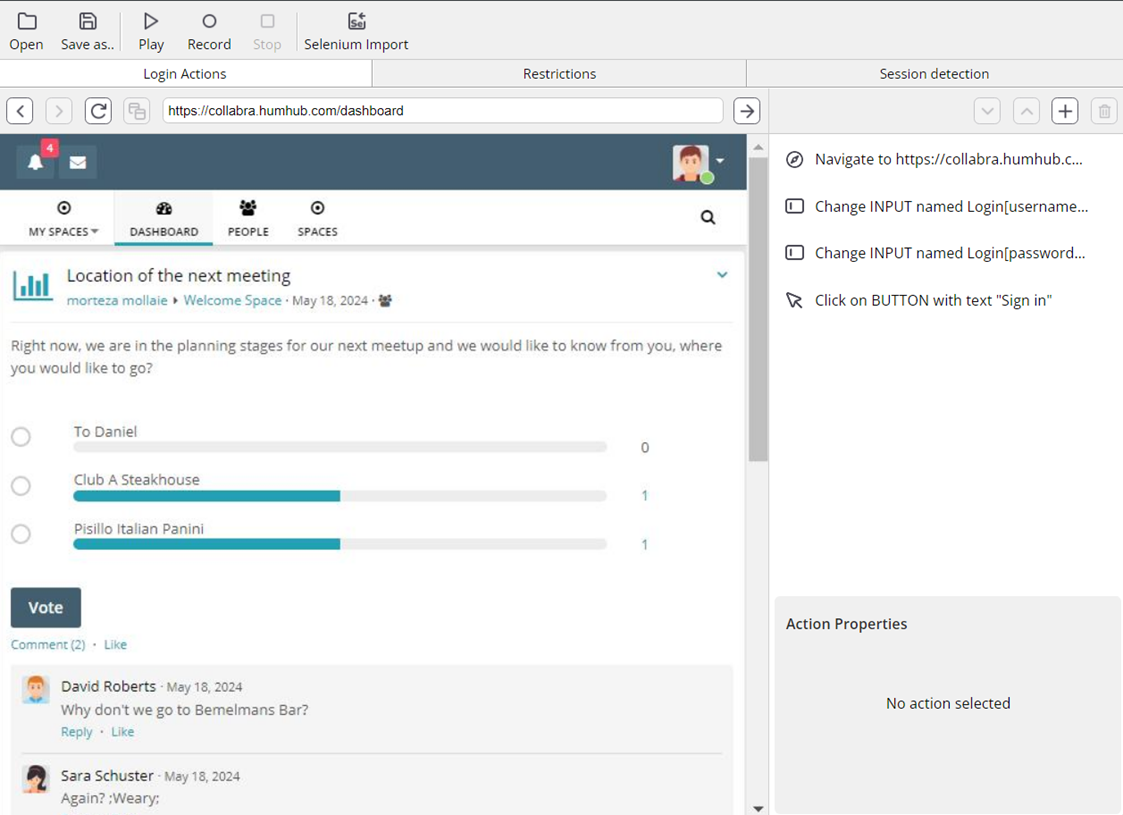 Open Save as.. Play Record Stop Selenium Import
Login Actions Restrictions Session detection
https://collabra.humhub.com/dashboard
4
MY SPACES DASHBOARD PEOPLE SPACES
Location of the next meeting
morteza mollaie Welcome Space · May 18, 2024 ·
Right now, we are in the planning stages for our next meetup and we would like to know from you, where
you would like to go?
To Daniel
0
Club A Steakhouse
1
Pisillo Italian Panini
1
Vote
Comment (2) · Like
David Roberts · May 18, 2024
Why don't we go to Bemelmans Bar?
Reply · Like
Sara Schuster · May 18, 2024
Again? ;Weary;
Navigate to https://collabra.humhub.c...
Change INPUT named Login[username...
Change INPUT named Login[password...
Click on BUTTON with text "Sign in"
Action Properties
No action selected